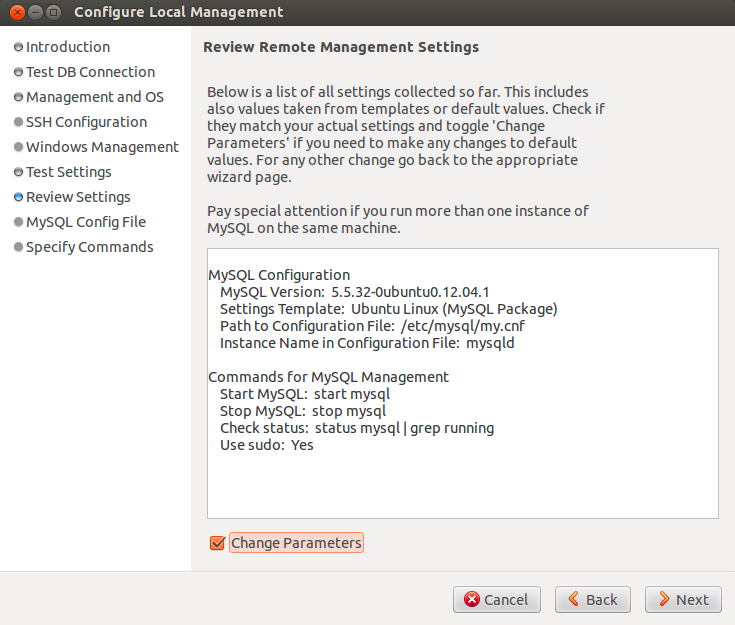 Configure Local Management
Introduction
Test DB Connection
Management and OS
SSH Configuration
Windows Management
Test Settings
Review Settings
MySQL Config File
Specify Commands
Review Remote Management Settings
Below is a list of all settings collected so far. This includes
also values taken from templates or default values. Check if
they match your actual settings and toggle 'Change
Parameters' if you need to make any changes to default
values. For any other change go back to the appropriate
wizard page.
Pay special attention if you run more than one instance of
MySQL on the same machine.
MySQL Configuration
MySQL Version: 5.5.32-0ubuntu0.12.04.1
Settings Template: Ubuntu Linux (MySQL Package)
Path to Configuration File: /etc/mysql/my.cnf
Instance Name in Configuration File: mysqld
Commands for MySQL Management
Start MySQL: start mysql
Stop MySQL: stop mysql
Check status: status mysql | grep running
Use sudo: Yes
Change Parameters
Cancel
Back
Next